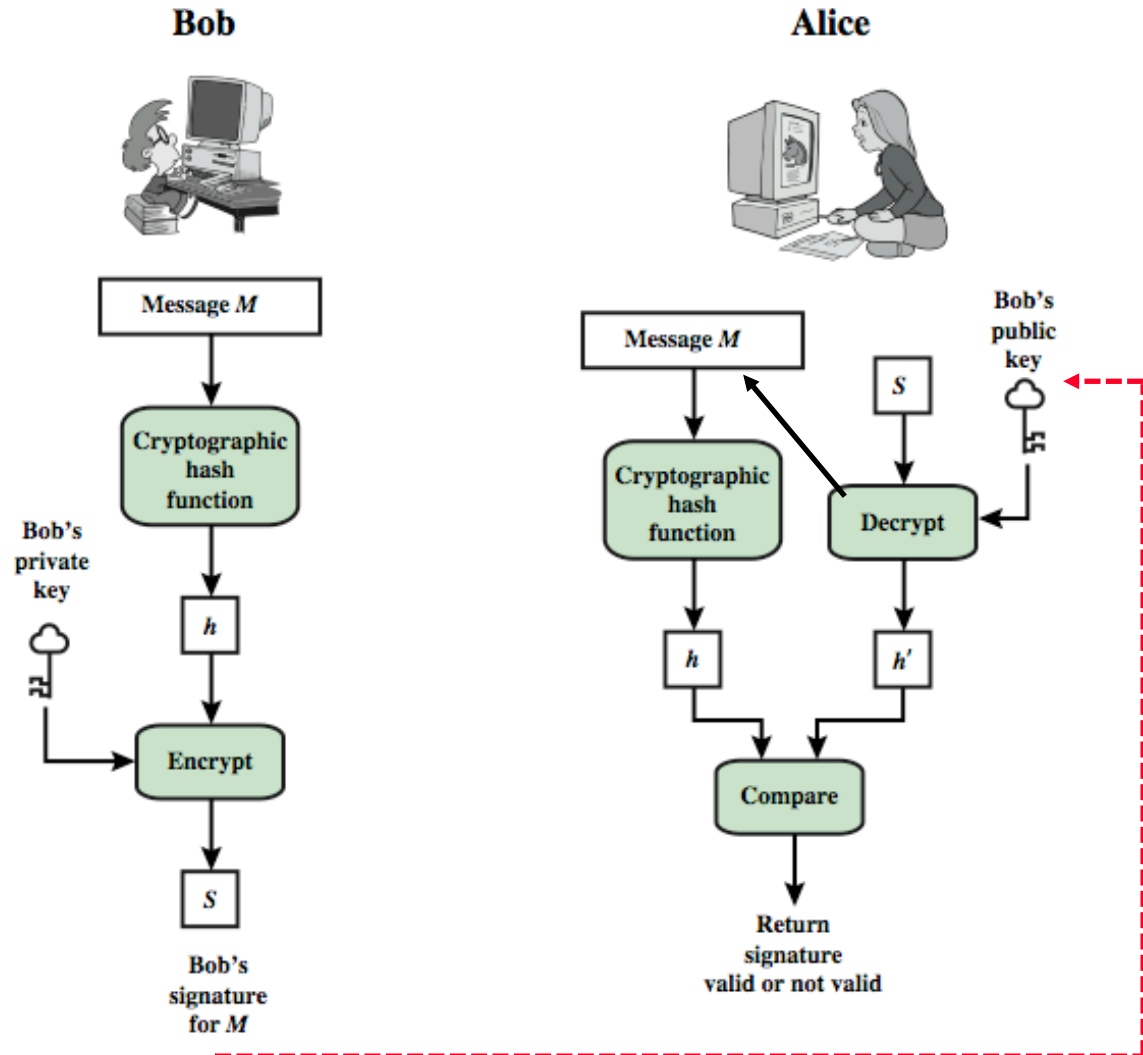 Bob
Message M
Cryptographic
hash
function
Bob's
private
key
h
Encrypt
S
Bob's
signature
for M
Alice
Message M
Bob's
public
key
S
Cryptographic
hash
function
Decrypt
h
h′
Compare
Return
signature
valid or not valid